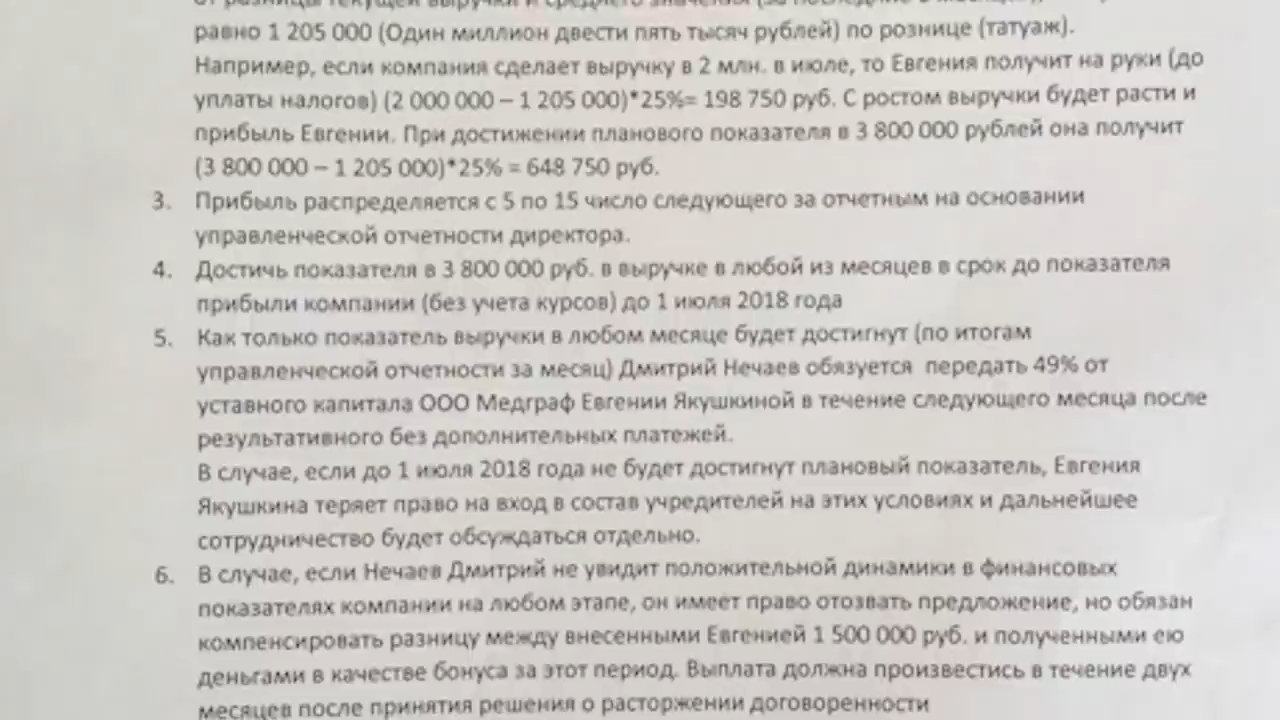 от разницы текущей выручки и среднего значения (за последние
равно 1 205 000 (Один миллион двести пять тысяч рублей) по рознице (татуаж).
Например, если компания сделает выручку в 2 млн. в июле, то Евгения получит на руки (до
уплаты налогов) (2 000 000 – 1 205 000)*25%= 198 750 руб. С ростом выручки будет расти и
прибыль Евгении. При достижении планового показателя в 3 800 000 рублей она получит
(3 800 000 – 1 205 000)*25% = 648 750 руб.
3. Прибыль распределяется с 5 по 15 число следующего за отчетным на основании
управленческой отчетности директора.
4. Достичь показателя в 3 800 000 руб. в выручке в любой из месяцев в срок до показателя
прибыли компании (без учета курсов) до 1 июля 2018 года
5. Как только показатель выручки в любом месяце будет достигнут (по итогам
управленческой отчетности за месяц) Дмитрий Нечаев обязуется передать 49% от
уставного капитала ООО Медграф Евгении Якушкиной в течение следующего месяца после
результативного без дополнительных платежей.
В случае, если до 1 июля 2018 года не будет достигнут плановый показатель, Евгения
Якушкина теряет право на вход в состав учредителей на этих условиях и дальнейшее
сотрудничество будет обсуждаться отдельно.
6. В случае, если Нечаев Дмитрий не увидит положительной динамики в финансовых
показателях компании на любом этапе, он имеет право отозвать предложение, но обязан
компенсировать разницу между внесенными Евгенией 1 500 000 руб. и полученными ею
деньгами в качестве бонуса за этот период. Выплата должна произвестись в течение двух
месяцев после принятия решения о расторжении договоренности